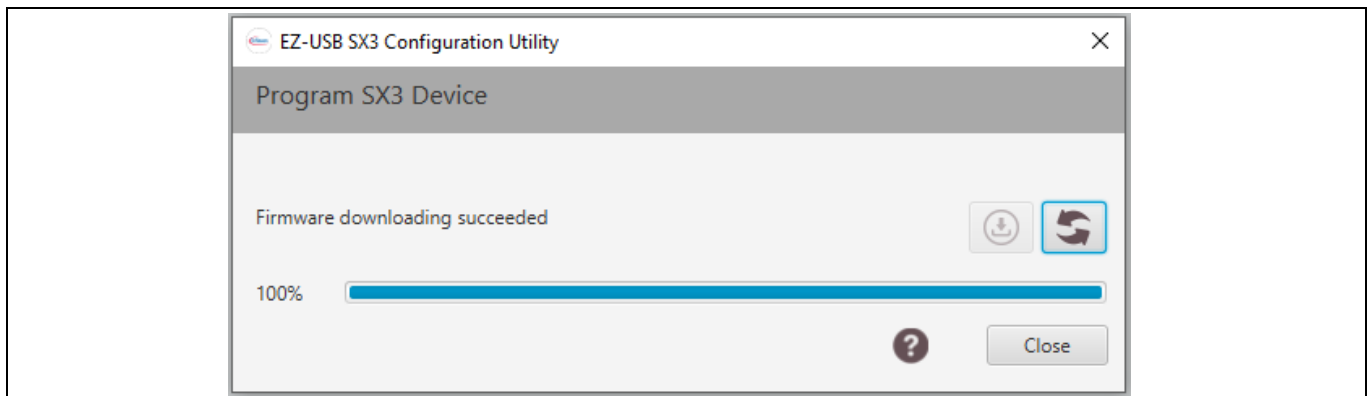 EZ-USB SX3 Configuration Utility
Program SX3 Device
Firmware downloading succeeded
100%
?
Close